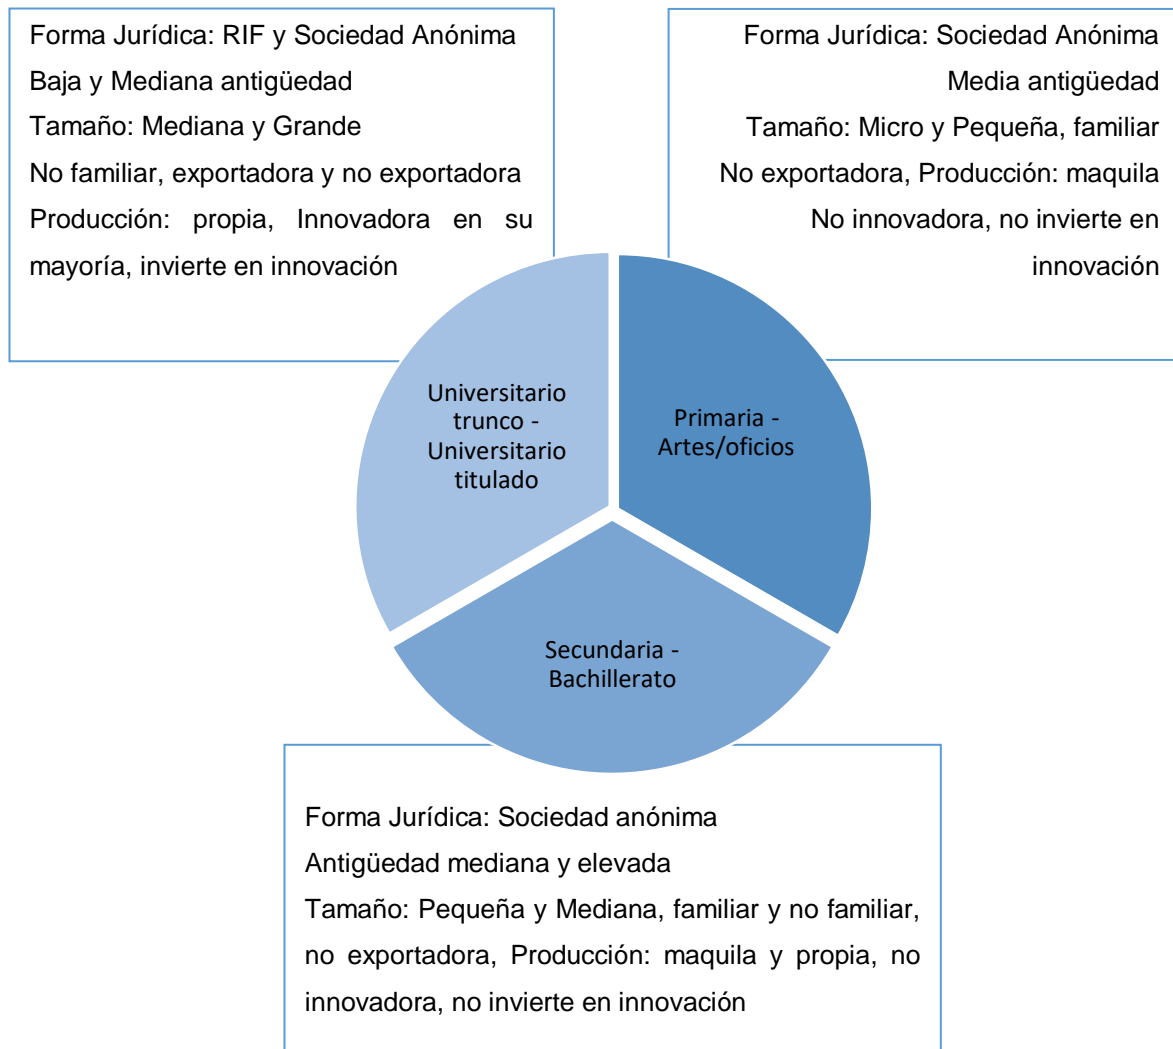 Forma Jurídica: RIF y Sociedad Anónima
Baja y Mediana antigüedad
Tamaño: Mediana y Grande
No familiar, exportadora y no exportadora
Producción: propia, Innovadora en su
mayoría, invierte en innovación
Forma Jurídica: Sociedad Anónima
Media antigüedad
Tamaño: Micro y Pequeña, familiar
No exportadora, Producción: maquila
No innovadora, no invierte en
innovación
Universitario
trunco -
Universitario
titulado
Primaria -
Artes/oficios
Secundaria -
Bachillerato
Forma Jurídica: Sociedad anónima
Antigüedad mediana y elevada
Tamaño: Pequeña y Mediana, familiar y no familiar,
no exportadora, Producción: maquila y propia, no
innovadora, no invierte en innovación